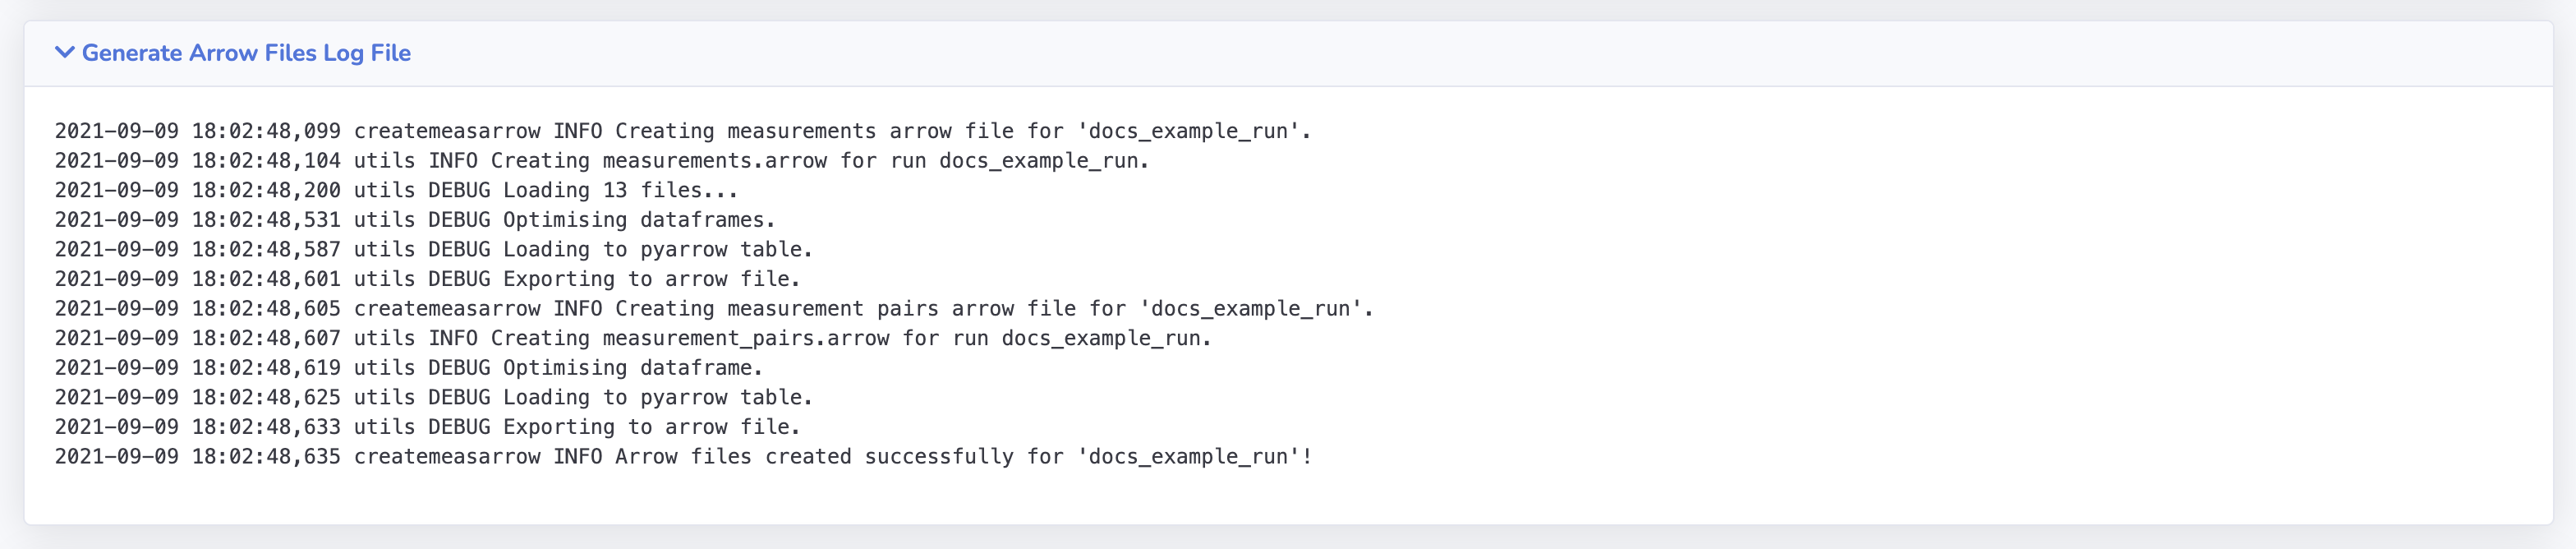 Generate Arrow Files Log File
2021-09-09 18:02:48,099 createmeasarrow INFO Creating measurements arrow file for 'docs_example_run'.
2021-09-09 18:02:48,104 utils INFO Creating measurements.arrow for run docs_example_run.
2021-09-09 18:02:48,200 utils DEBUG Loading 13 files...
2021-09-09 18:02:48,531 utils DEBUG Optimising dataframes.
2021-09-09 18:02:48,587 utils DEBUG Loading to pyarrow table.
2021-09-09 18:02:48,601 utils DEBUG Exporting to arrow file.
2021-09-09 18:02:48,605 createmeasarrow INFO Creating measurement pairs arrow file for 'docs_example_run'.
2021-09-09 18:02:48,607 utils INFO Creating measurement_pairs.arrow for run docs_example_run.
2021-09-09 18:02:48,619 utils DEBUG Optimising dataframe.
2021-09-09 18:02:48,625 utils DEBUG Loading to pyarrow table.
2021-09-09 18:02:48,633 utils DEBUG Exporting to arrow file.
2021-09-09 18:02:48,635 createmeasarrow INFO Arrow files created successfully for 'docs_example_run'!